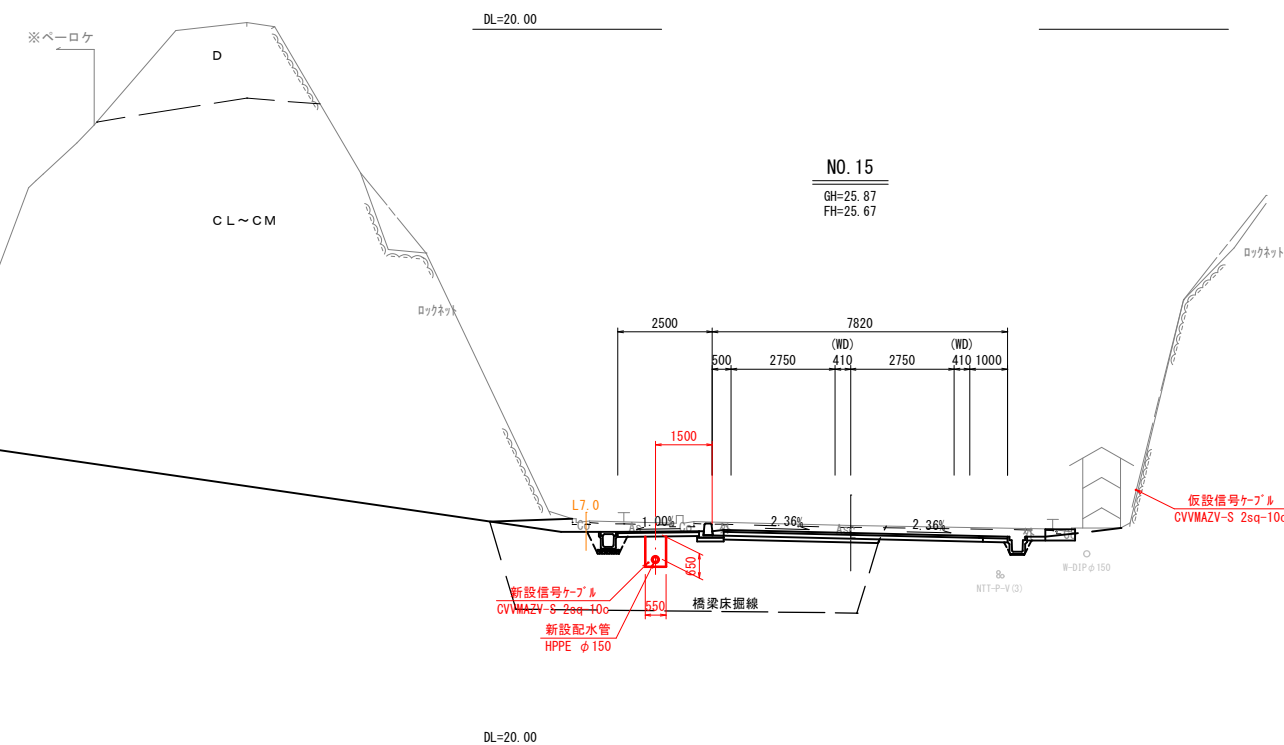 DL=20.00
※ペーロケ
D
NO.15
GH=25.87
FH=25.67
CL～CM
ロックネット
ロックネット
2500
7820
(WD)
(WD)
500
2750
410
2750
410
1000
1500
L7.0
1.00%
2.36%
2.36%
仮設信号ケーブル
CVVMAZV-S 2sq-10c
650
W-DIPφ150
NTT-P-V(3)
新設信号ケーブル
CVVMAZV-S 2sq-10c
550
橋梁床掘線
新設配水管
HPPE φ150
DL=20.00